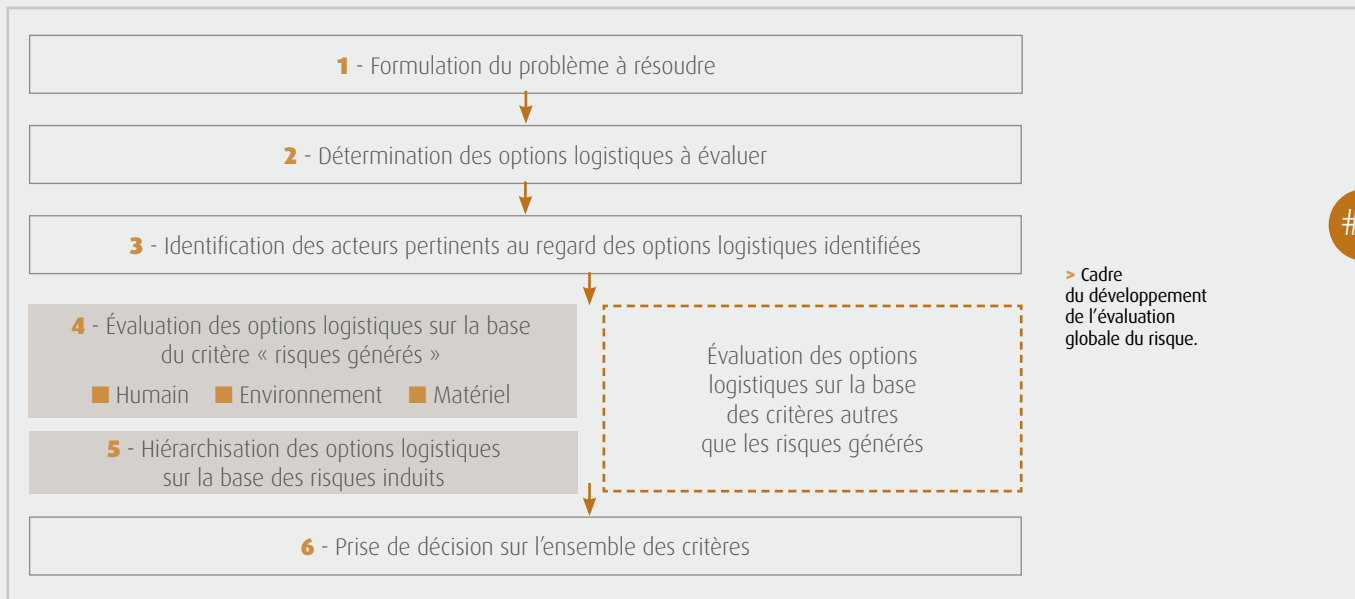 1 - Formulation du problème à résoudre
2 - Détermination des options logistiques à évaluer
3 - Identification des acteurs pertinents au regard des options logistiques identifiées
4 - Évaluation des options logistiques sur la base
du critère « risques générés »
Humain Environnement Matériel
5 - Hiérarchisation des options logistiques
sur la base des risques induits
Évaluation des options
logistiques sur la base
des critères autres
que les risques générés
6 - Prise de décision sur l’ensemble des critères
> Cadre
du développement
de l’évaluation
globale du risque.
#